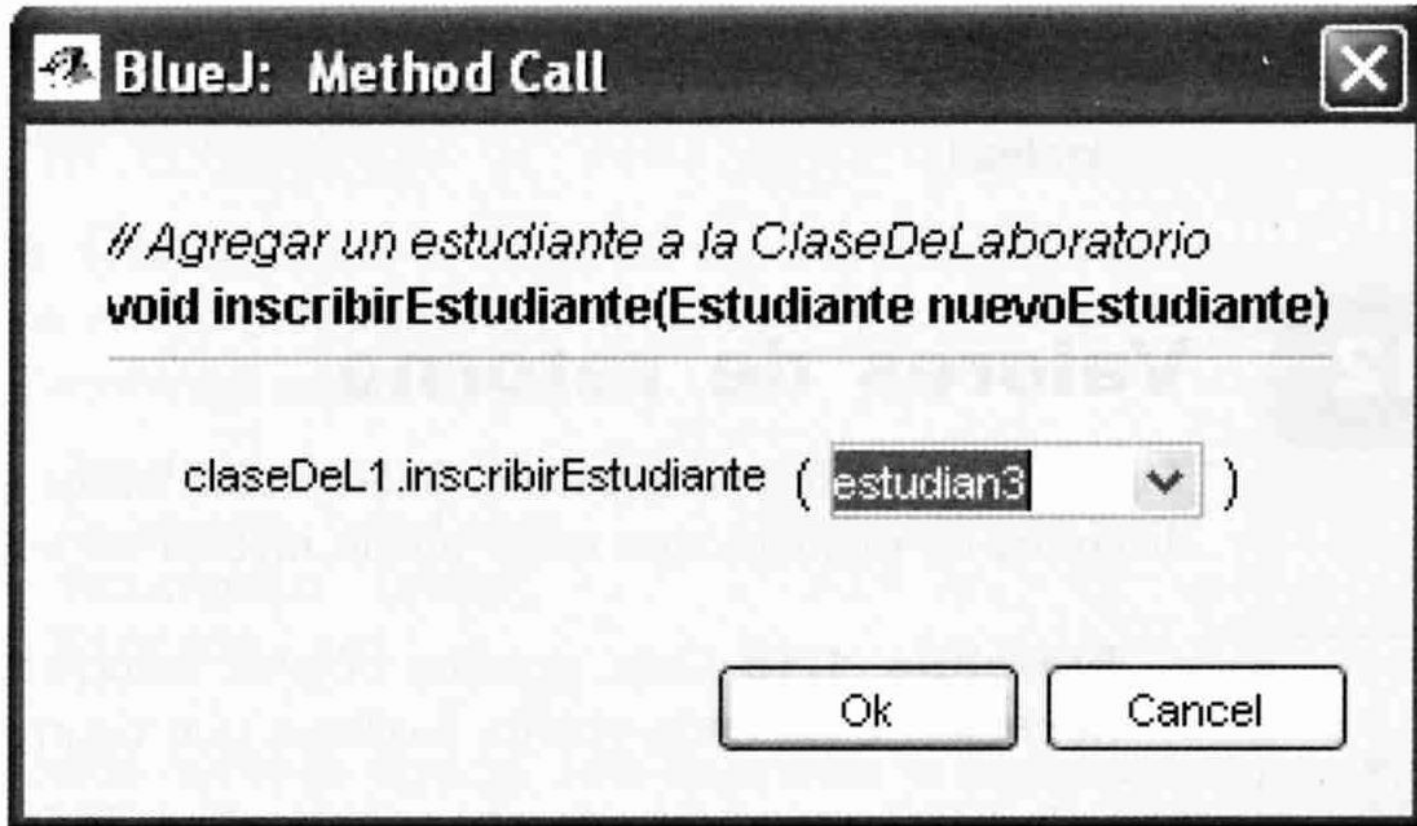 BlueJ: Method Call
// Agregar un estudiante a la ClaseDeLaboratorio
void inscribirEstudiante(Estudiante nuevoEstudiante)
claseDeL1.inscribirEstudiante ( estudian3 )
Ok
Cancel